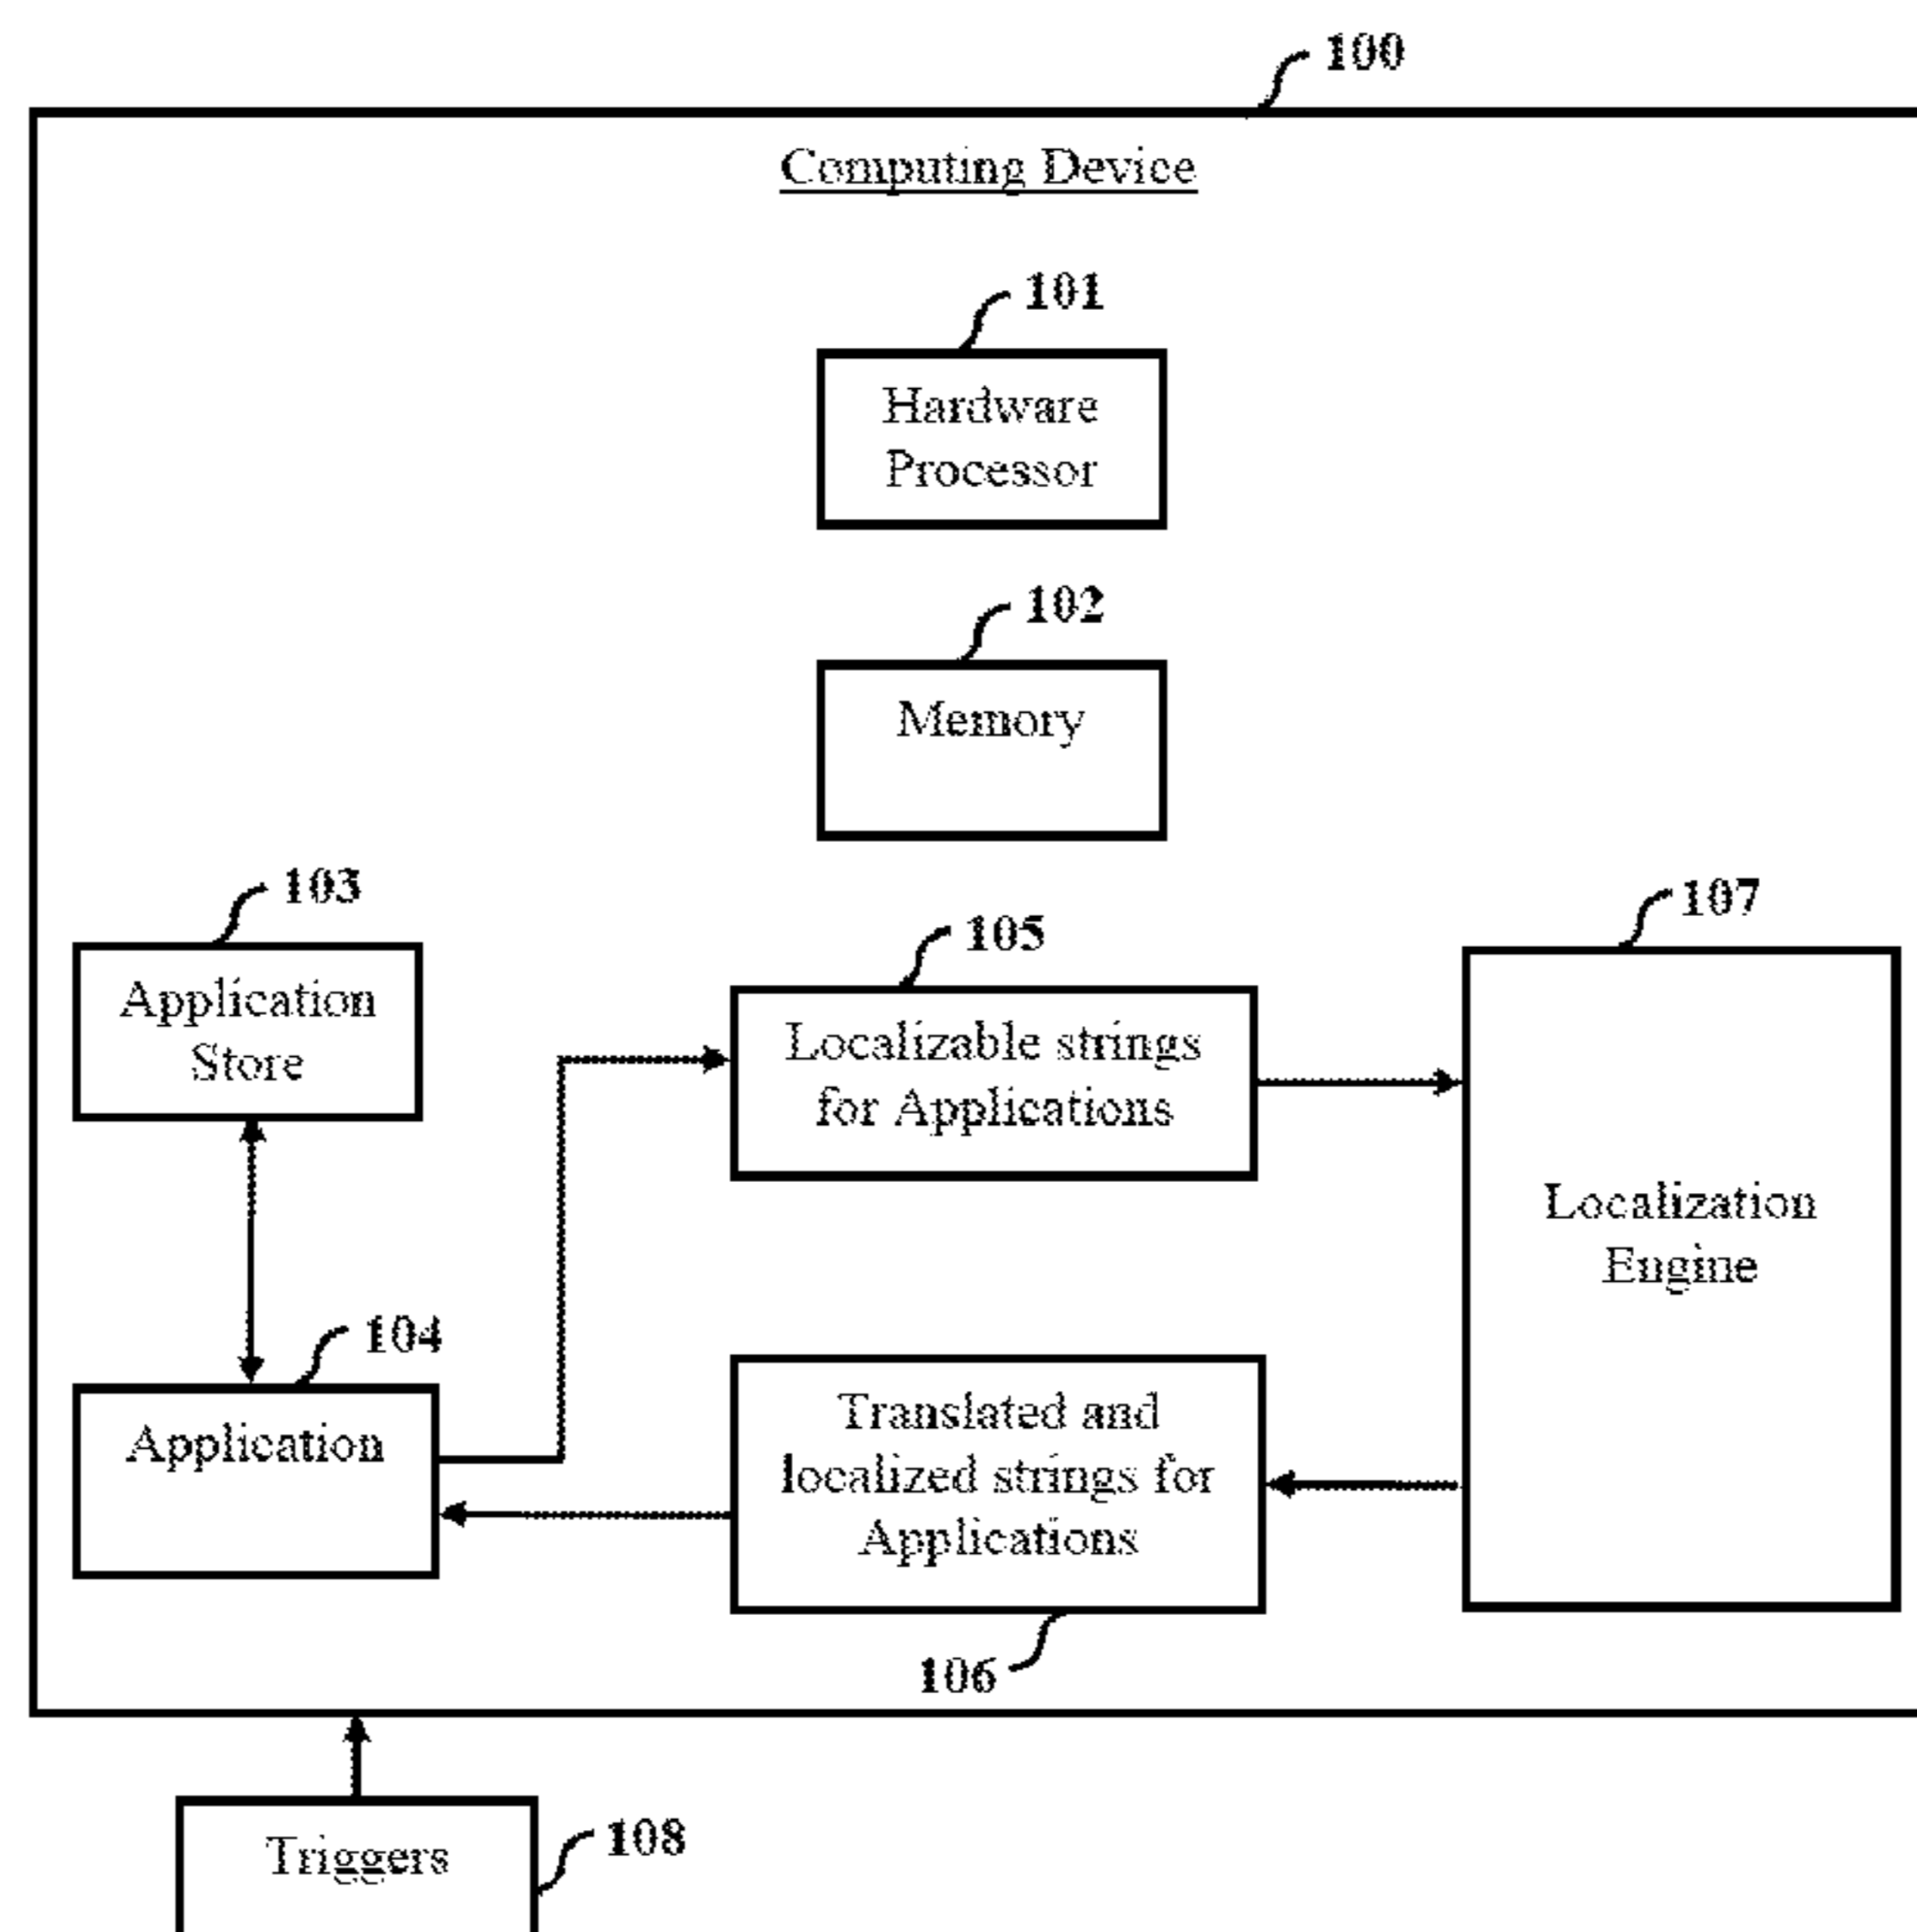 100
Computing Device
101
Hardware
Processor
102
Memory
103
Application
Store
105
Localizable strings
for Applications
107
Localization
Engine
104
Application
Translated and
localized strings for
Applications
106
Triggers
108